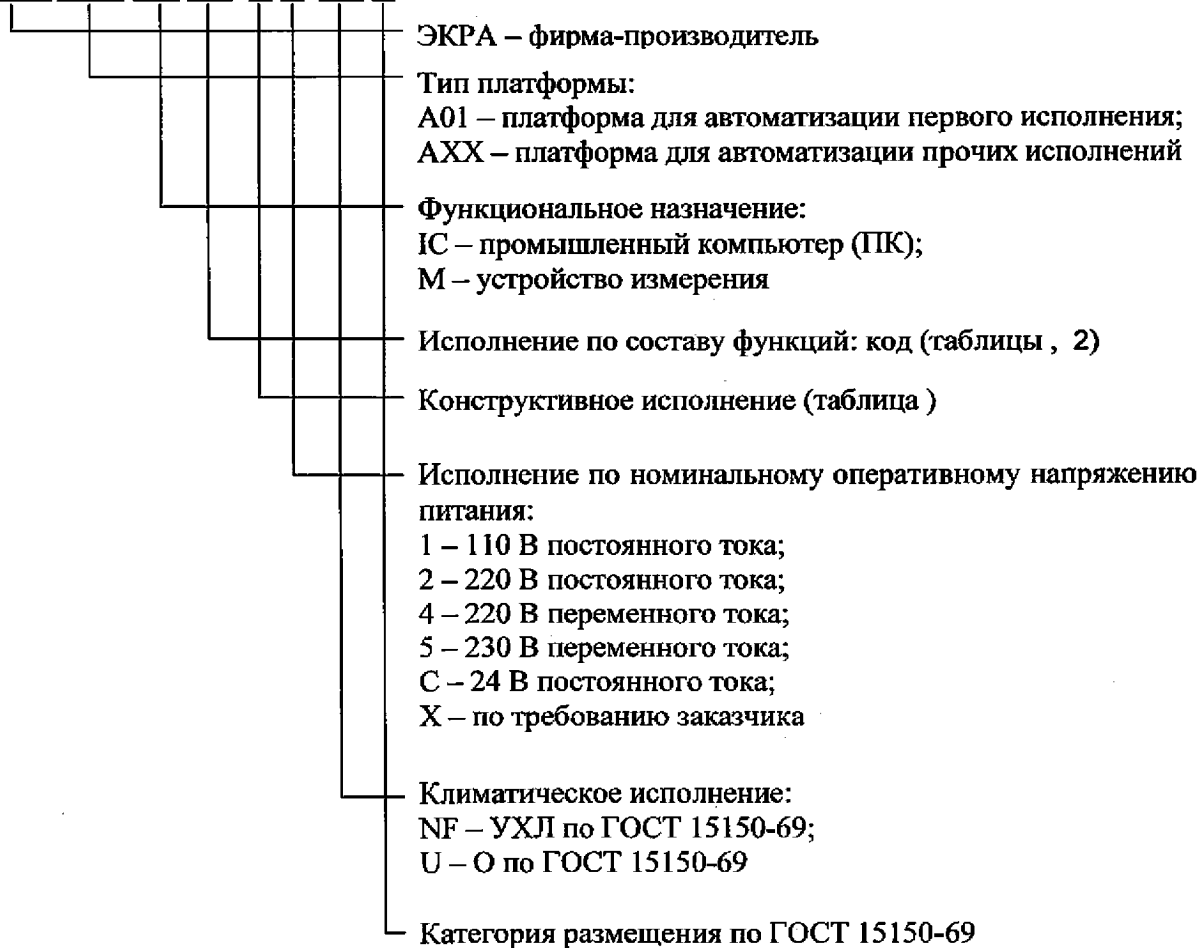 ЭКРА – фирма-производитель
Тип платформы:
А01 – платформа для автоматизации первого исполнения;
АХХ – платформа для автоматизации прочих исполнений
Функциональное назначение:
IC – промышленный компьютер (ПК);
М – устройство измерения
Исполнение по составу функций: код (таблицы , 2)
Конструктивное исполнение (таблица )
Исполнение по номинальному оперативному напряжению
питания:
1 – 110 В постоянного тока;
2 – 220 В постоянного тока;
4 – 220 В переменного тока;
5 – 230 В переменного тока;
С – 24 В постоянного тока;
Х – по требованию заказчика
Климатическое исполнение:
NF – УХЛ по ГОСТ 15150-69;
U – О по ГОСТ 15150-69
Категория размещения по ГОСТ 15150-69